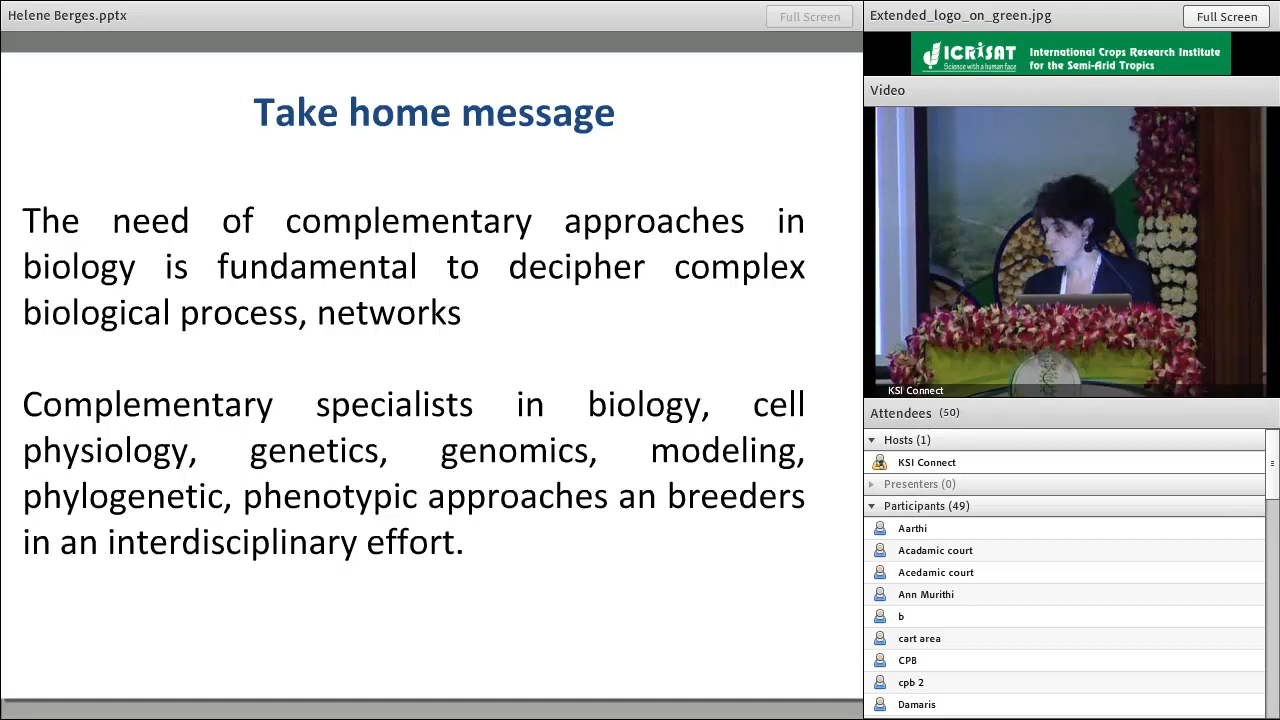 Helene Berges.pptx
Full Screen
Take home message
The need of complementary approaches in
biology is fundamental to decipher complex
biological process, networks
Complementary specialists in biology, cell
physiology, genetics, genomics, modeling,
phylogenetic, phenotypic approaches an breeders
in an interdisciplinary effort.
Extended_logo_on_green.jpg
Full Screen
ICRISAT
Science with a human face
International Crops Research Institute
for the Semi-Arid Tropics
Video
KSI Connect
Attendees (50)
Hosts (1)
KSI Connect
Presenters (0)
Participants (49)
Aarthi
Acadamic court
Acedamic court
Ann Murithi
b
cart area
CPB
cpb 2
Damaris